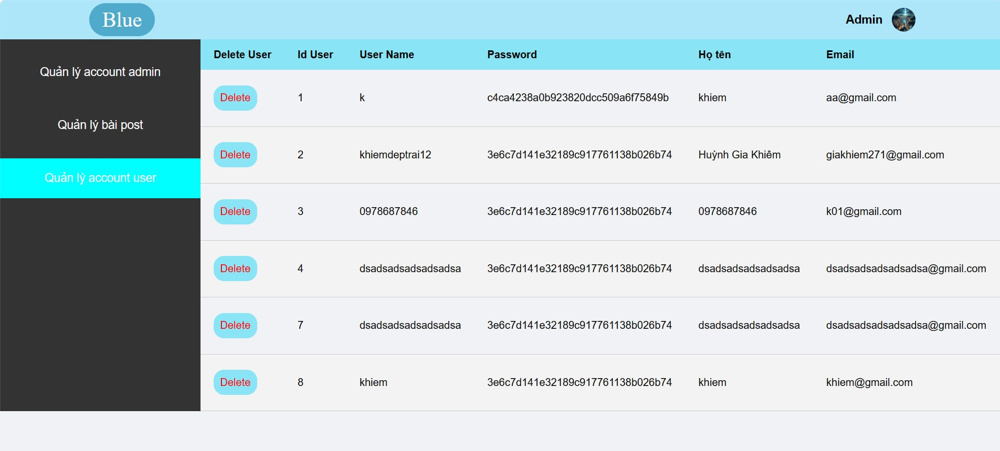 Blue
Admin
Quản lý account admin
Quản lý bài post
Quản lý account user
Delete User Id User User Name Password Họ tên Email
Delete 1 k c4ca4238a0b923820dcc509a6f75849b khiem aa@gmail.com
Delete 2 khiemdeptrai12 3e6c7d141e32189c917761138b026b74 Huỳnh Gia Khiêm giakhiem271@gmail.com
Delete 3 0978687846 3e6c7d141e32189c917761138b026b74 0978687846 k01@gmail.com
Delete 4 dsadsadsadsadsadsa 3e6c7d141e32189c917761138b026b74 dsadsadsadsadsadsa dsadsadsadsadsadsa@gmail.com
Delete 7 dsadsadsadsadsadsa 3e6c7d141e32189c917761138b026b74 dsadsadsadsadsadsa dsadsadsadsadsadsa@gmail.com
Delete 8 khiem 3e6c7d141e32189c917761138b026b74 khiem khiem@gmail.com